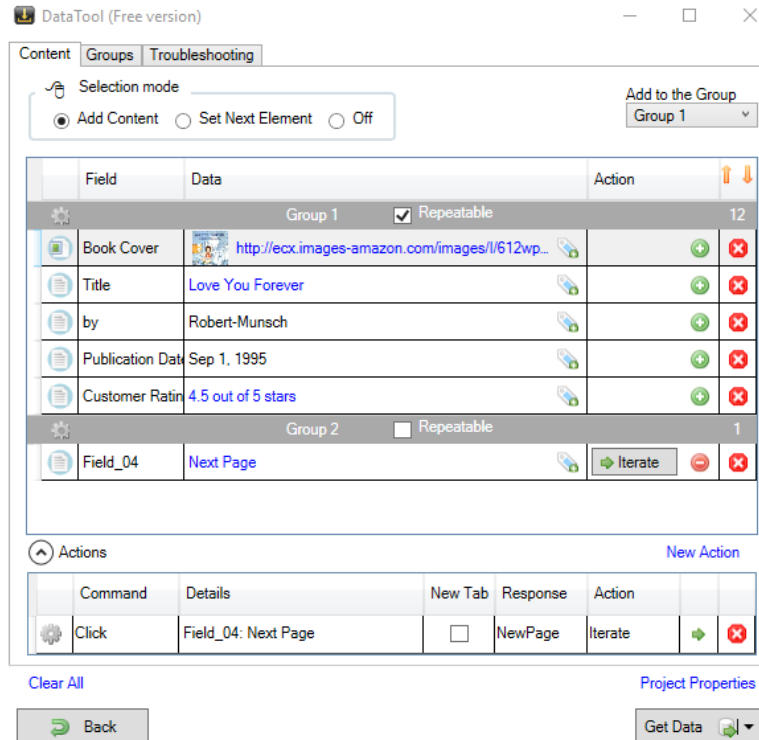 DataTool (Free version)
Content Groups Troubleshooting
Selection mode
Add Content Set Next Element Off
Add to the Group
Group 1
Field Data Action
Group 1 Repeatable 12
Book Cover http://ecx.images-amazon.com/images/I/612wp...
Title Love You Forever
by Robert-Munsch
Publication Date Sep 1, 1995
Customer Ratin 4.5 out of 5 stars
Group 2 Repeatable 1
Field_04 Next Page Iterate
Actions New Action
Command Details New Tab Response Action
Click Field_04: Next Page NewPage Iterate
Clear All Project Properties
Back Get Data